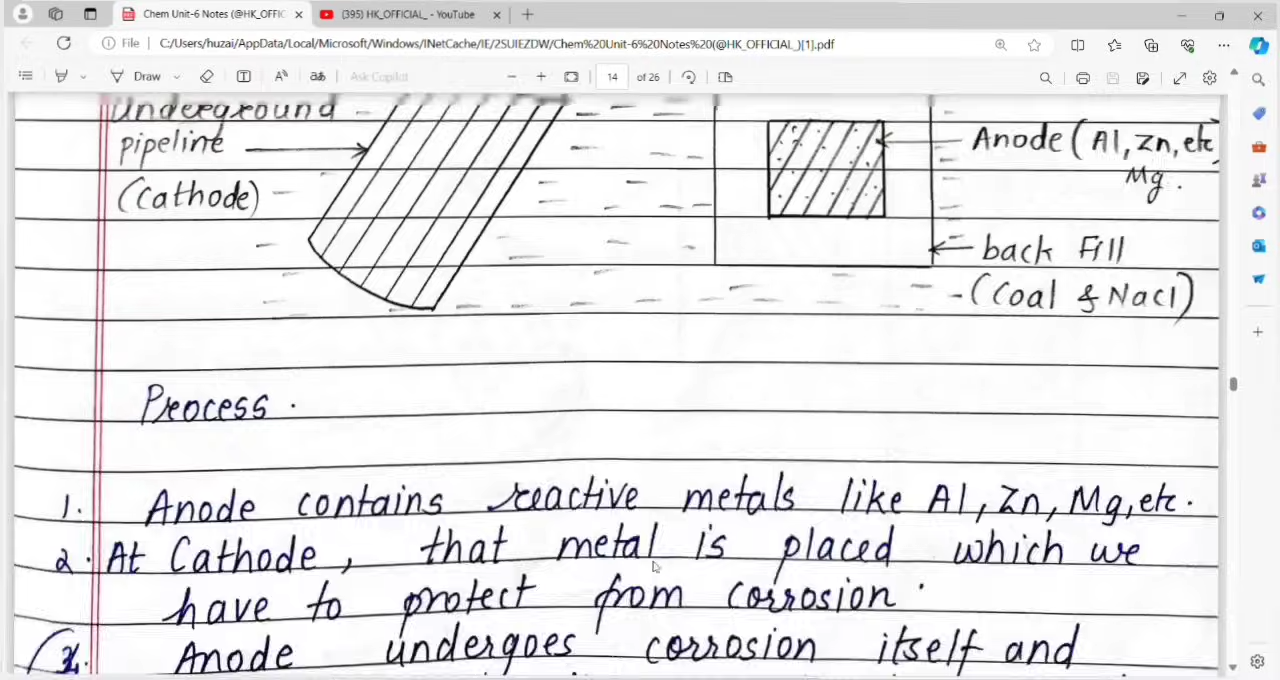 Chem Unit-6 Notes (@HK_OFFIC
(395) HK_OFFICIAL_ - YouTube
File
C:/Users/huzai/AppData/Local/Microsoft/Windows/INetCache/IE/2SUIEZDW/Chem%20Unit-6%20Notes%20(@HK_OFFICIAL_)[1].pdf
Draw
Ask Copilot
14 of 26
underground
pipeline
(Cathode)
Anode (Al, Zn, etc
Mg.
back Fill
(Coal & Nacl)
Process.
1. Anode contains reactive metals like Al, Zn, Mg, etc.
2. At Cathode, that metal is placed which we
have to protect from corrosion.
Anode undergoes corrosion itself and